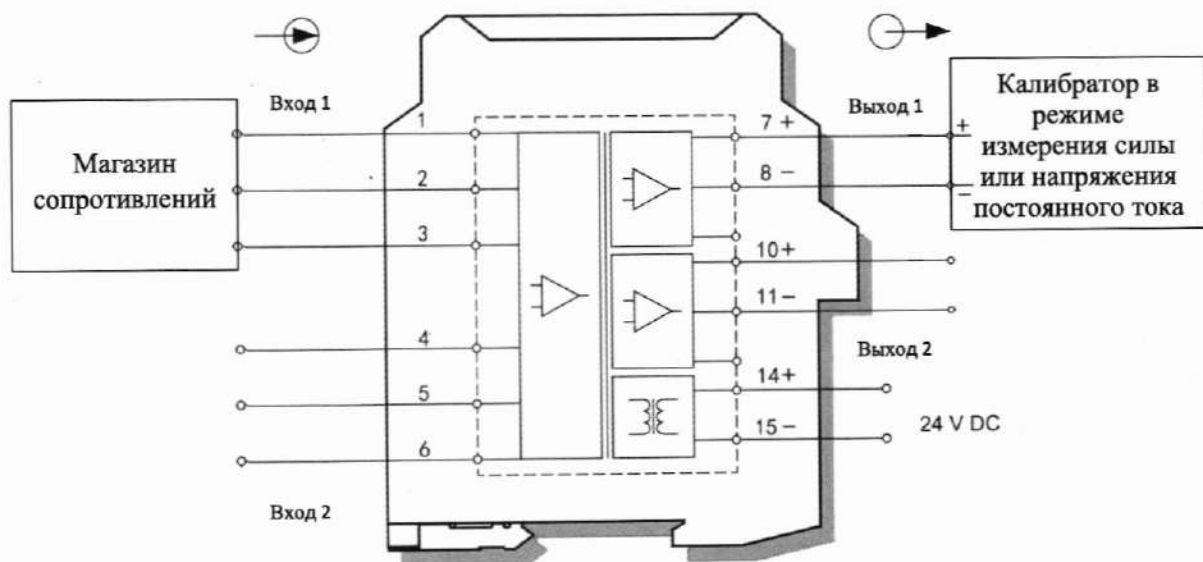 Вход 1
Магазин
сопротивлений
1
2
3
4
5
6
Вход 2
7 +
8 −
10+
11−
14+
15−
Выход 1
+
−
Калибратор в
режиме
измерения силы
или напряжения
постоянного тока
Выход 2
24 V DC